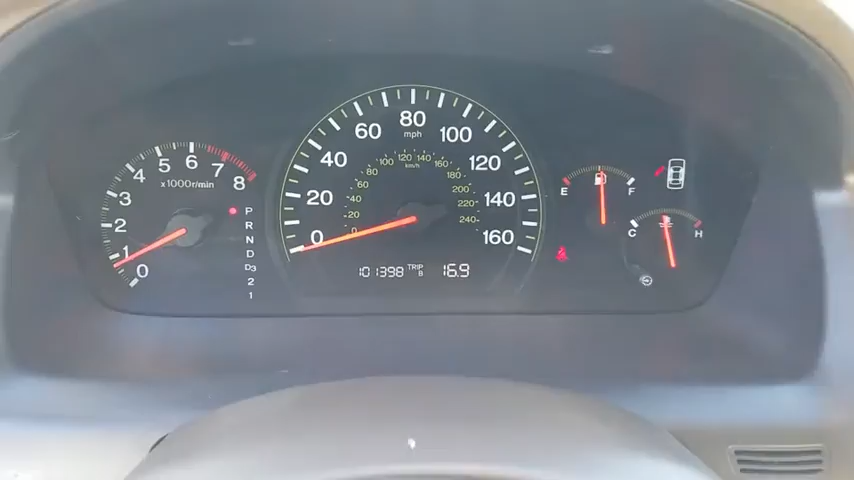 0 1 2 3 4 5 6 7 8
x1000r/min
P
R
N
D
D3
2
1
0 20 40 60 80 100 120 140 160
mph
0 20 40 60 80 100 120 140 160 180 200 220 240
km/h
101398 TRIP B 16.9
E F
C H